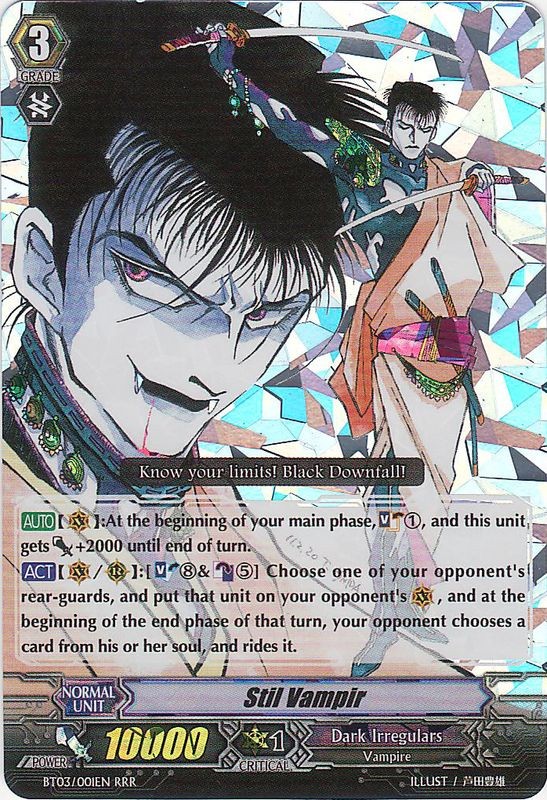 3
GRADE
Know your limits! Black Downfall!
AUTO【 】:At the beginning of your main phase, V ①, and this unit
gets +2000 until end of turn.
ACT【 / 】:[V ⑧& ⑤] Choose one of your opponent's
rear-guards, and put that unit on your opponent's , and at the
beginning of the end phase of that turn, your opponent chooses a
card from his or her soul, and rides it.
NORMAL
UNIT
Stil Vampir
POWER 10000
1
CRITICAL
Dark Irregulars
Vampire
BT03/001EN RRR
ILLUST / 芦田豊雄